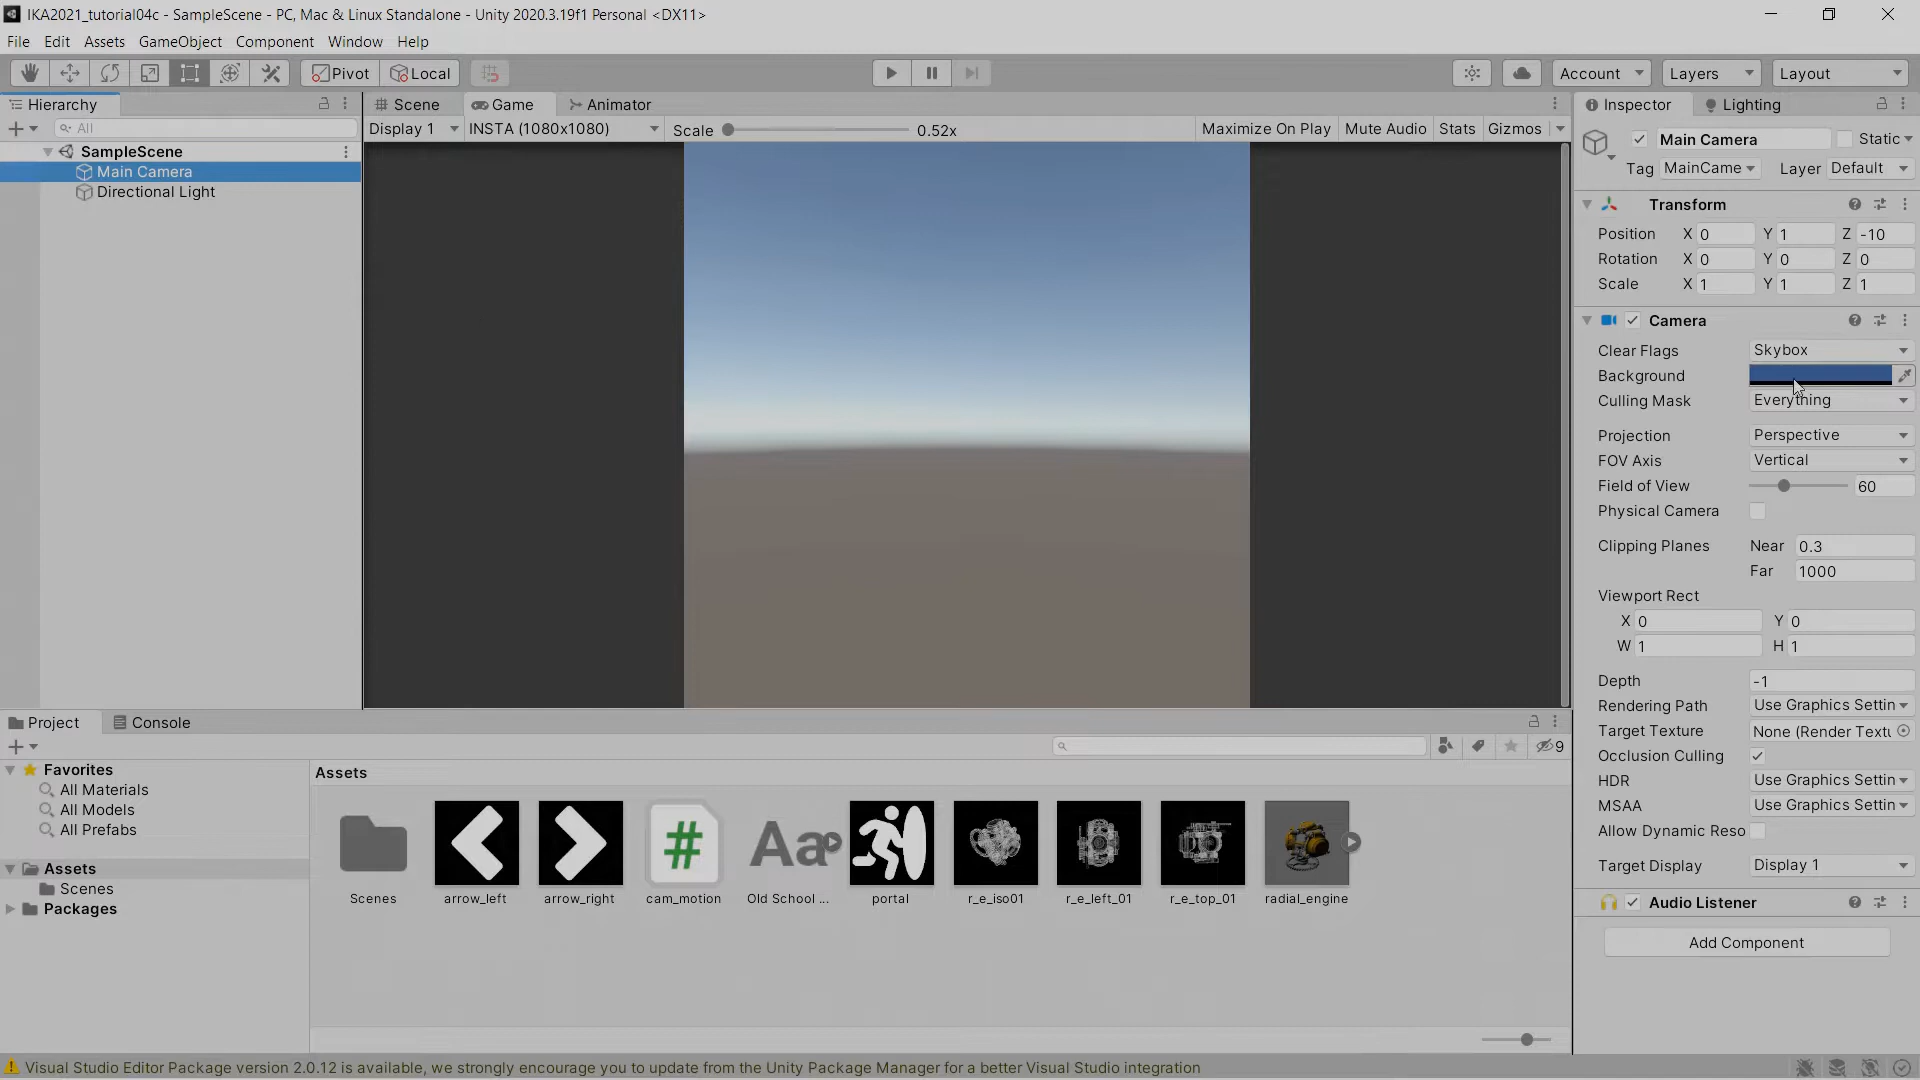 IKA2021_tutorial04c - SampleScene - PC, Mac & Linux Standalone - Unity 2020.3.19f1 Personal <DX11>
File Edit Assets GameObject Component Window Help
Pivot Local Account Layers Layout
Hierarchy
All
SampleScene
Main Camera
Directional Light
Scene Game Animator
Display 1 INSTA (1080x1080) Scale 0.52x Maximize On Play Mute Audio Stats Gizmos
Inspector Lighting
Main Camera Static
Tag MainCame Layer Default
Transform
Position X 0 Y 1 Z -10
Rotation X 0 Y 0 Z 0
Scale X 1 Y 1 Z 1
Camera
Clear Flags Skybox
Background
Culling Mask Everything
Projection Perspective
FOV Axis Vertical
Field of View 60
Physical Camera
Clipping Planes Near 0.3
Far 1000
Viewport Rect
X 0 Y 0
W 1 H 1
Depth -1
Rendering Path Use Graphics Settin
Target Texture None (Render Textu
Occlusion Culling
HDR Use Graphics Settin
MSAA Use Graphics Settin
Allow Dynamic Reso
Target Display Display 1
Audio Listener
Add Component
Project Console
9
Favorites
All Materials
All Models
All Prefabs
Assets
Scenes
Packages
Assets
Aa
Scenes arrow_left arrow_right cam_motion Old School ... portal r_e_iso01 r_e_left_01 r_e_top_01 radial_engine
Visual Studio Editor Package version 2.0.12 is available, we strongly encourage you to update from the Unity Package Manager for a better Visual Studio integration